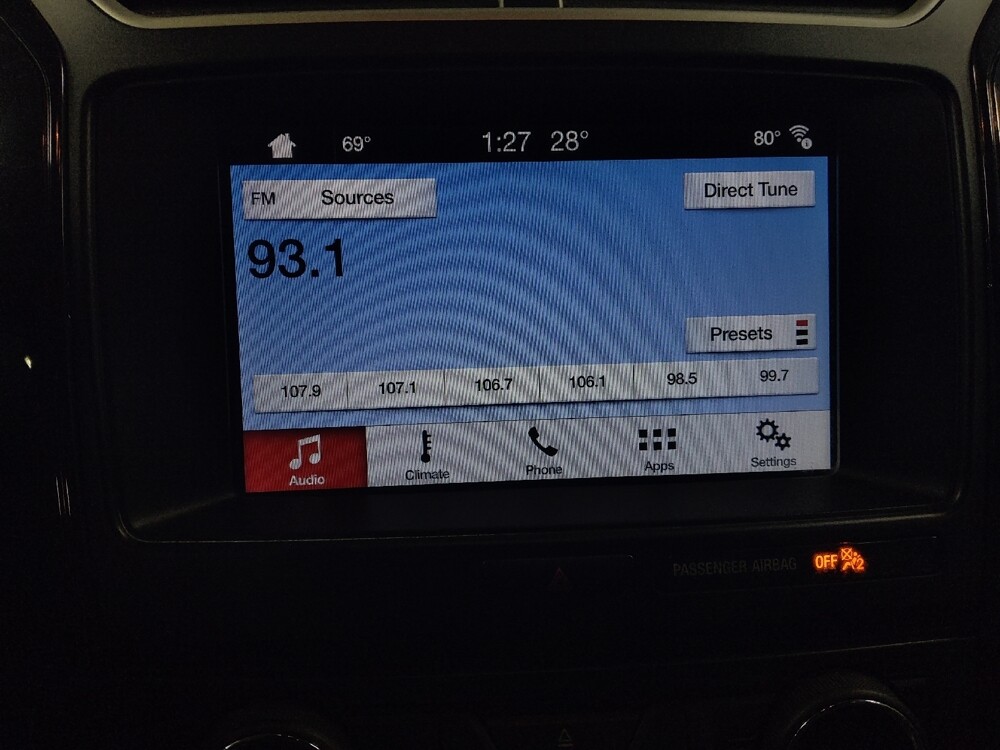 69° 1:27 28° 80°
FM Sources Direct Tune
93.1
Presets
107.9 107.1 106.7 106.1 98.5 99.7
Audio Climate Phone Apps Settings
PASSENGER AIRBAG OFF 2